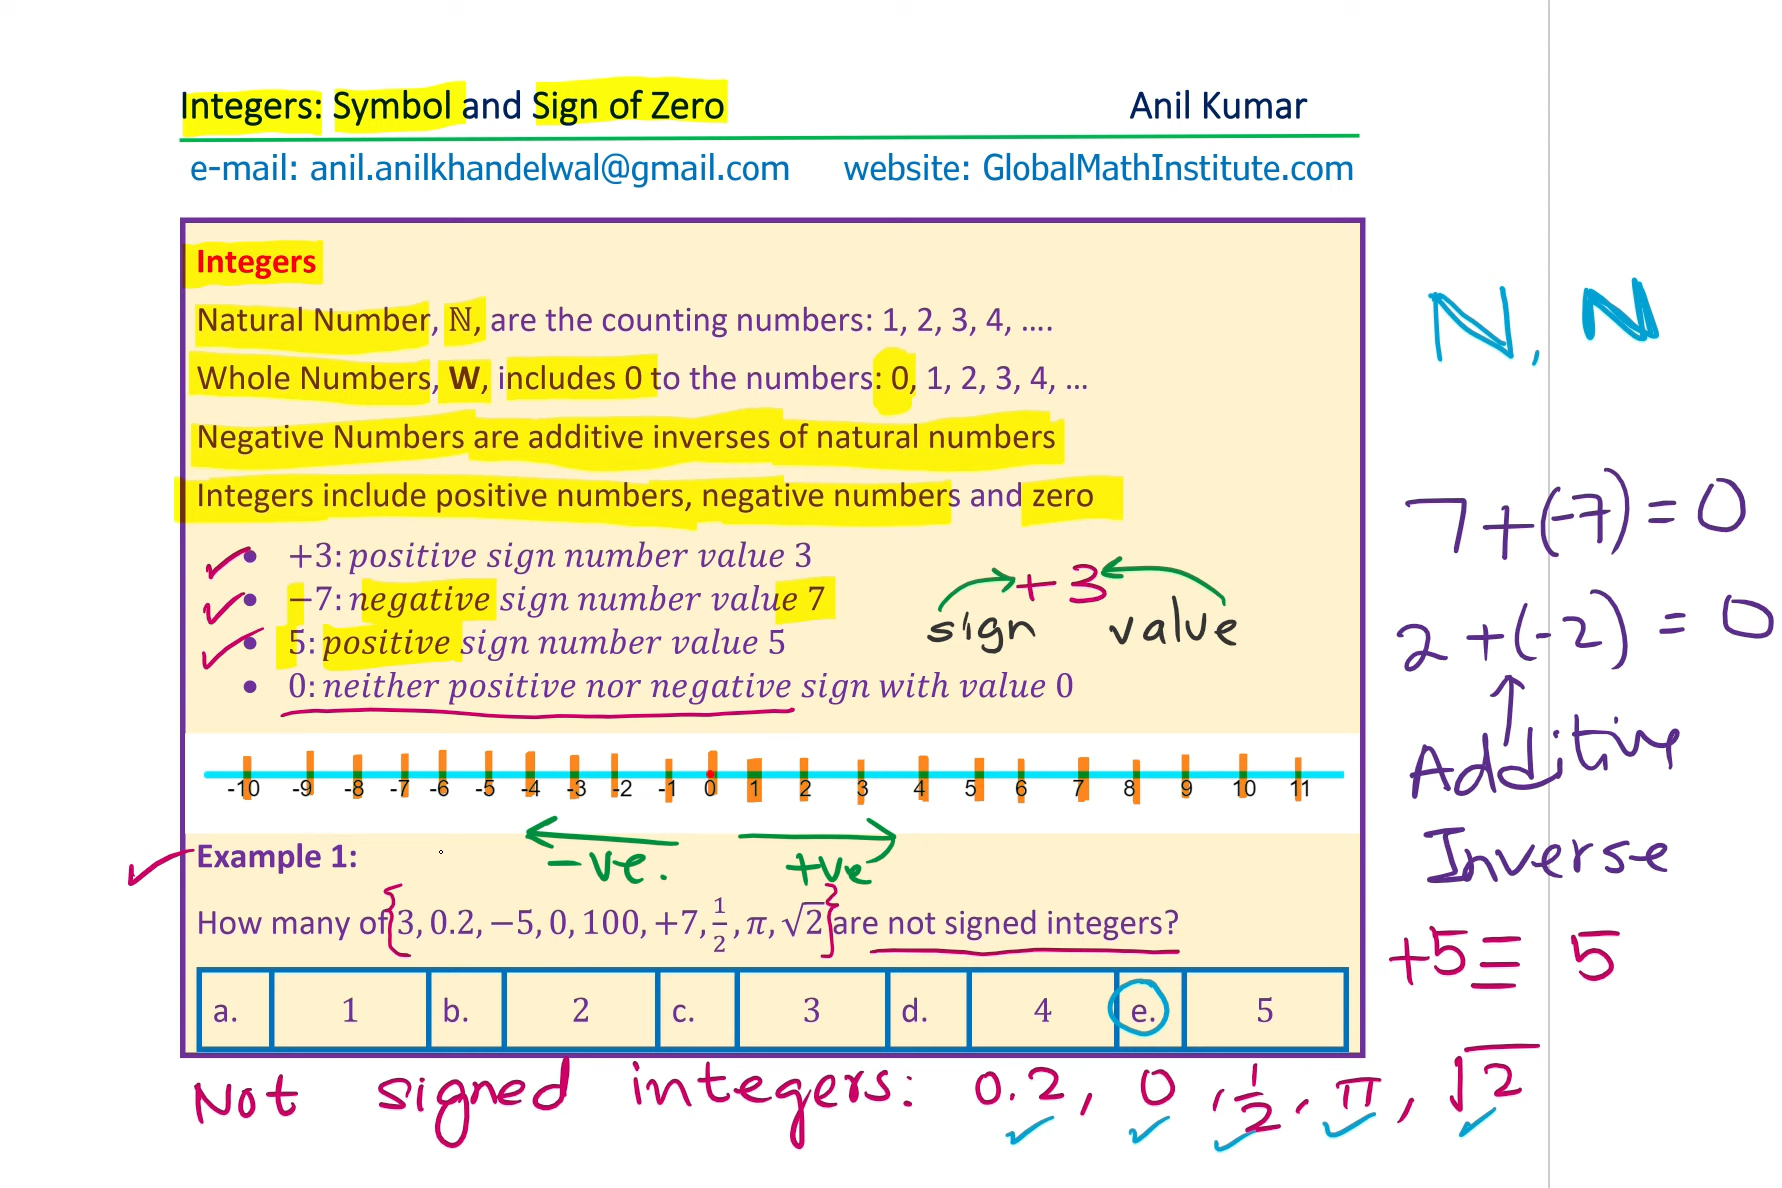 Integers: Symbol and Sign of Zero Anil Kumar
e-mail: anil.anilkhandelwal@gmail.com website: GlobalMathInstitute.com
Integers
Natural Number, ℕ, are the counting numbers: 1, 2, 3, 4, ….
Whole Numbers, W, includes 0 to the numbers: 0, 1, 2, 3, 4, …
Negative Numbers are additive inverses of natural numbers
Integers include positive numbers, negative numbers and zero
• +3: positive sign number value 3
• −7: negative sign number value 7
• 5: positive sign number value 5
• 0: neither positive nor negative sign with value 0
+3
sign value
-10 -9 -8 -7 -6 -5 -4 -3 -2 -1 0 1 2 3 4 5 6 7 8 9 10 11
-ve. +ve
Example 1:
How many of {3, 0.2, −5, 0, 100, +7, 1/2, π, √2} are not signed integers?
a. 1 b. 2 c. 3 d. 4 e. 5
Not signed integers: 0.2, 0, 1/2, π, √2
N, N
7+(-7)=0
2+(-2)=0
Additive
Inverse
+5≡5